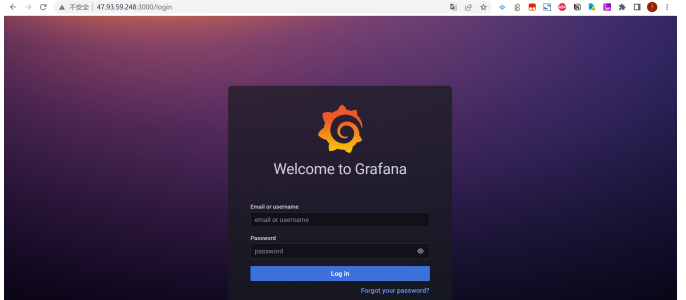 不安全 | 47.93.59.248:3000/login
Welcome to Grafana
Email or username
email or username
Password
password
Log in
Forgot your password?